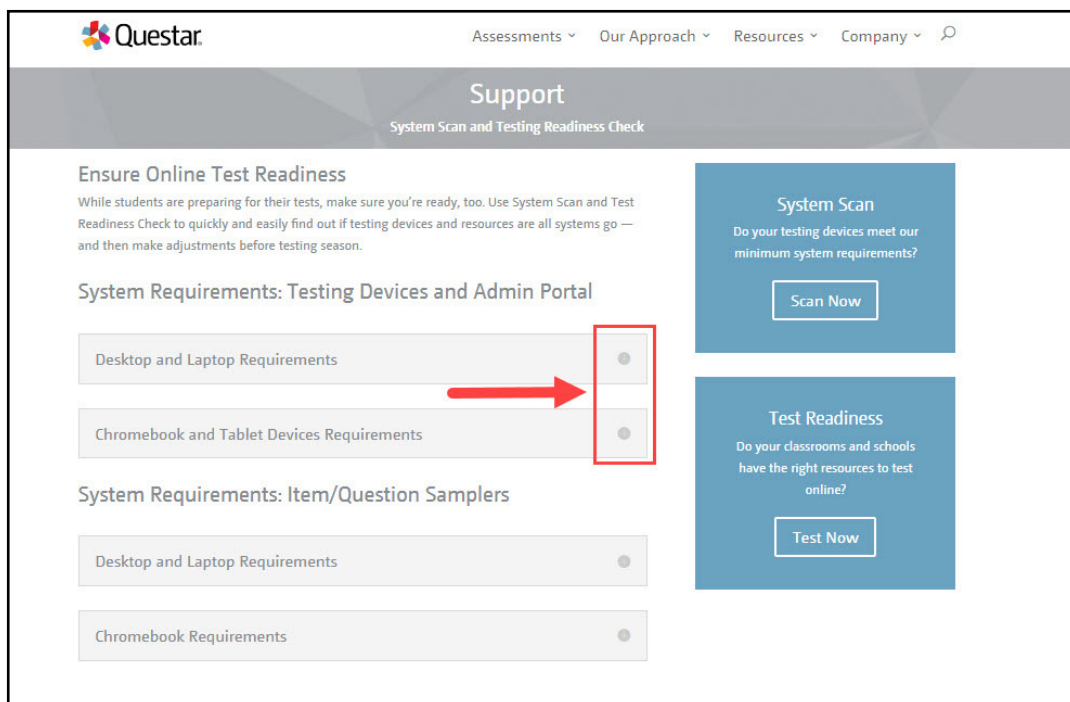 Questar.
Assessments Our Approach Resources Company
Support
System Scan and Testing Readiness Check
Ensure Online Test Readiness
While students are preparing for their tests, make sure you're ready, too. Use System Scan and Test
Readiness Check to quickly and easily find out if testing devices and resources are all systems go —
and then make adjustments before testing season.
System Requirements: Testing Devices and Admin Portal
Desktop and Laptop Requirements
Chromebook and Tablet Devices Requirements
System Requirements: Item/Question Samplers
Desktop and Laptop Requirements
Chromebook Requirements
System Scan
Do your testing devices meet our
minimum system requirements?
Scan Now
Test Readiness
Do your classrooms and schools
have the right resources to test
online?
Test Now